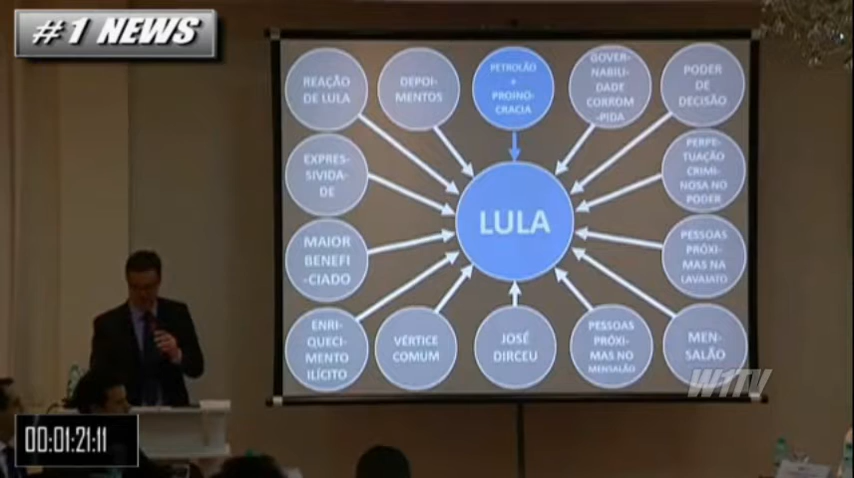 #1 NEWS
REAÇÃO
DE LULA
DEPOI-
MENTOS
PETROLÃO
+
PROPINO-
CRACIA
GOVER-
NABILI-
DADE
CORROM-
-PIDA
PODER
DE
DECISÃO
EXPRES-
SIVIDA-
DE
PERPE-
TUAÇÃO
CRIMI-
NOSA NO
PODER
LULA
MAIOR
BENEFI-
-CIADO
PESSOAS
PRÓXI-
MAS NA
LAVAJATO
ENRI-
QUECI-
MENTO
ILÍCITO
VÉRTICE
COMUM
JOSÉ
DIRCEU
PESSOAS
PRÓXI-
MAS NO
MENSALÃO
MEN-
SALÃO
W1TV
00:01:21:11